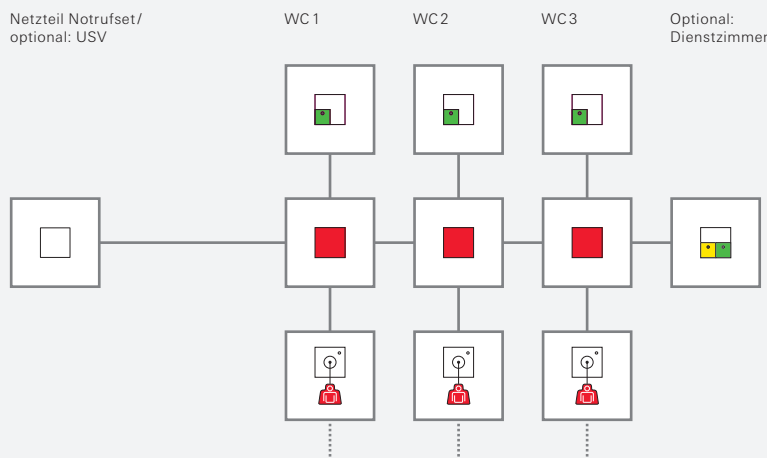 Netzteil Notrufset/
optional: USV
WC 1
WC 2
WC 3
Optional:
Dienstzimmer